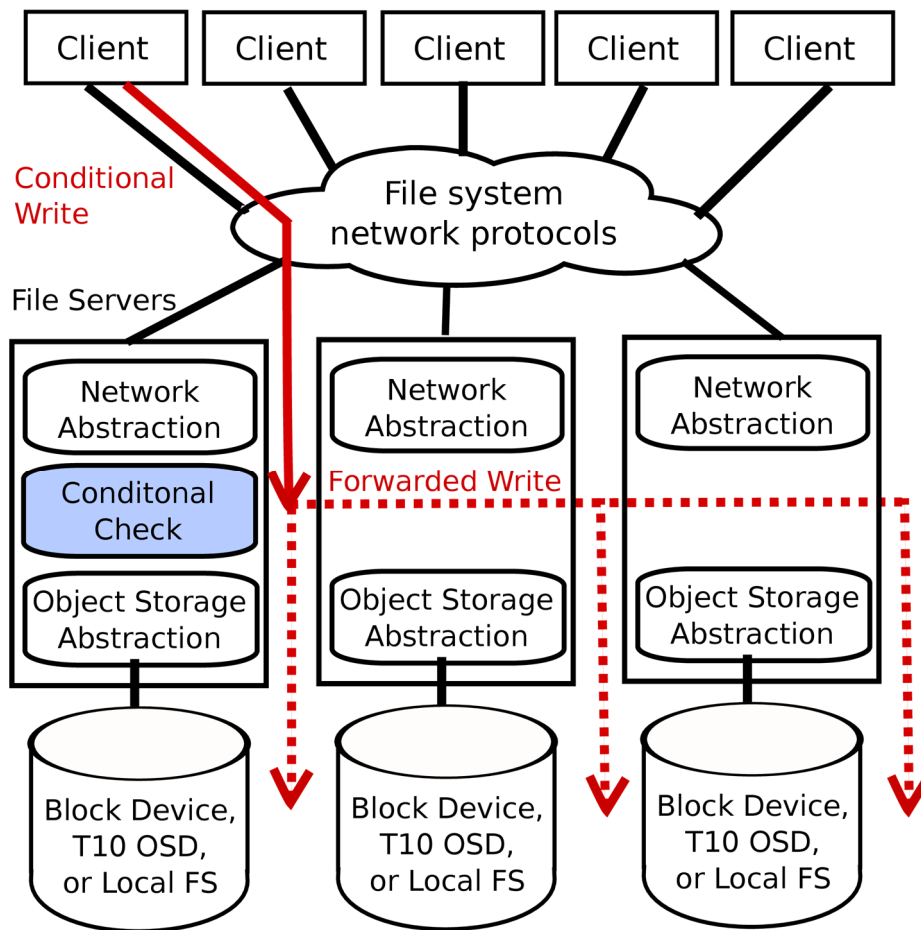 Client
Client
Client
Client
Client
Conditional
Write
File system
network protocols
File Servers
Network
Abstraction
Network
Abstraction
Network
Abstraction
Conditonal
Check
Forwarded Write
Object Storage
Abstraction
Object Storage
Abstraction
Object Storage
Abstraction
Block Device,
T10 OSD,
or Local FS
Block Device,
T10 OSD,
or Local FS
Block Device,
T10 OSD,
or Local FS